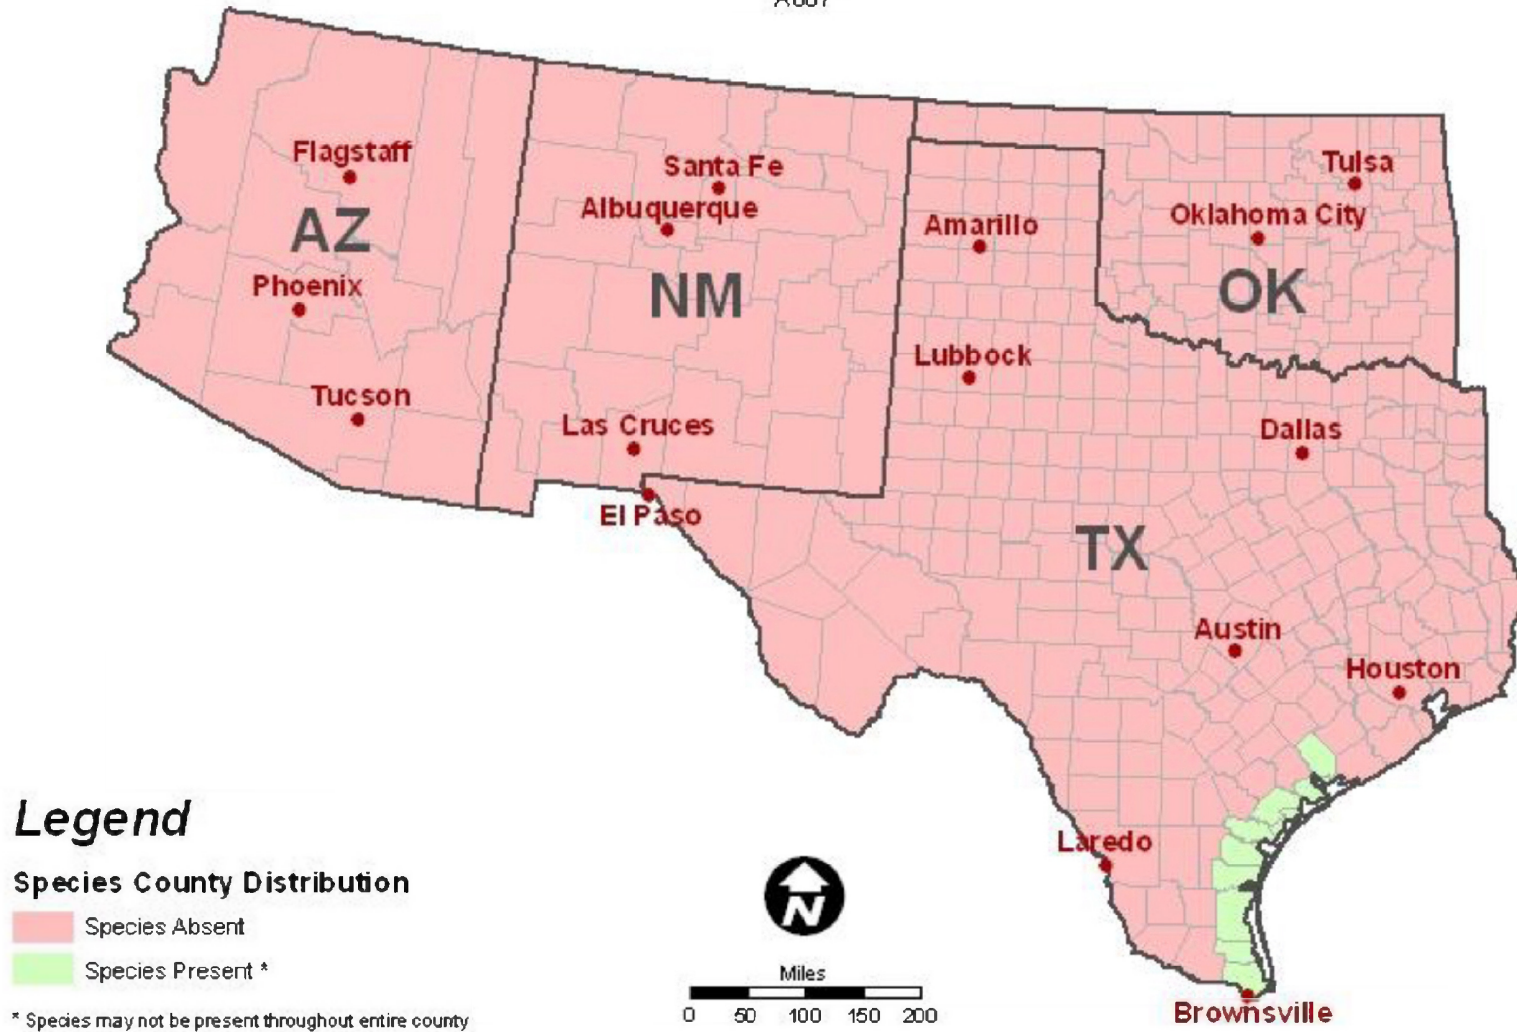 Flagstaff
Santa Fe
Tulsa
AZ
Albuquerque
Amarillo
Oklahoma City
Phoenix
NM
OK
Lubbock
Tucson
Las Cruces
Dallas
El Paso
TX
Austin
Houston
Laredo
Brownsville
Legend
Species County Distribution
Species Absent
Species Present *
* Species may not be present throughout entire county
N
Miles
0 50 100 150 200